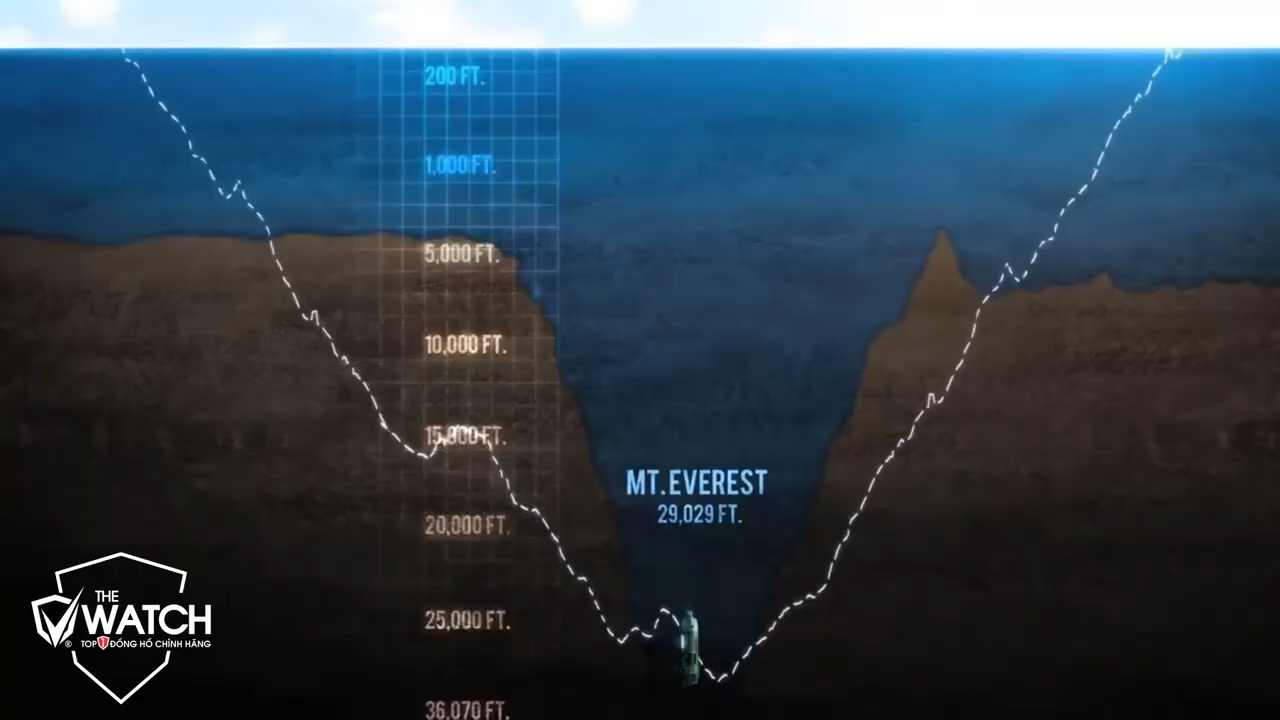 200 FT.
1,000 FT.
5,000 FT.
10,000 FT.
15,000 FT.
MT.EVEREST
29,029 FT.
20,000 FT.
25,000 FT.
36,070 FT.
THE
WATCH
® TOP 1 ĐỒNG HỒ CHÍNH HÃNG